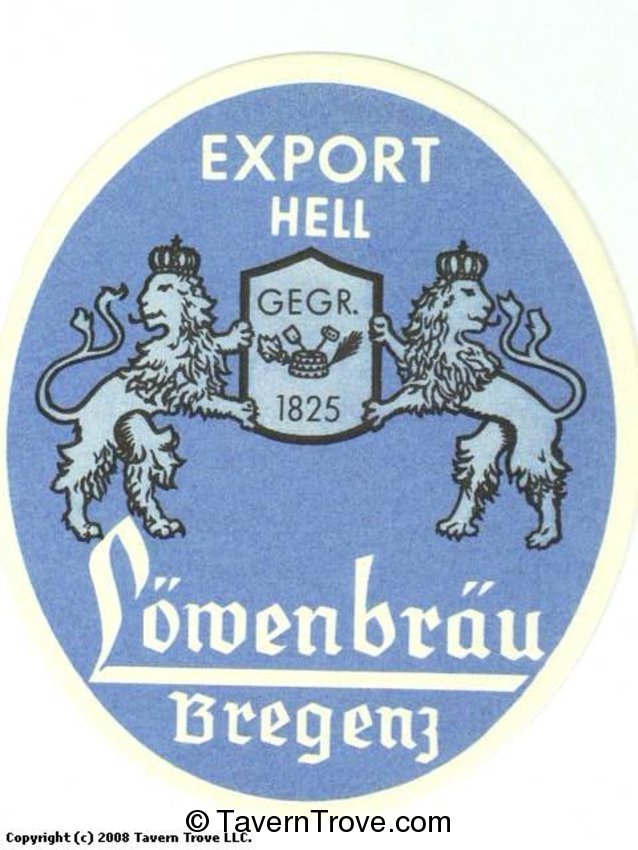 EXPORT
HELL
GEGR.
1825
Löwenbräu
Bregenz
© TavernTrove.com
Copyright (c) 2008 Tavern Trove LLC.